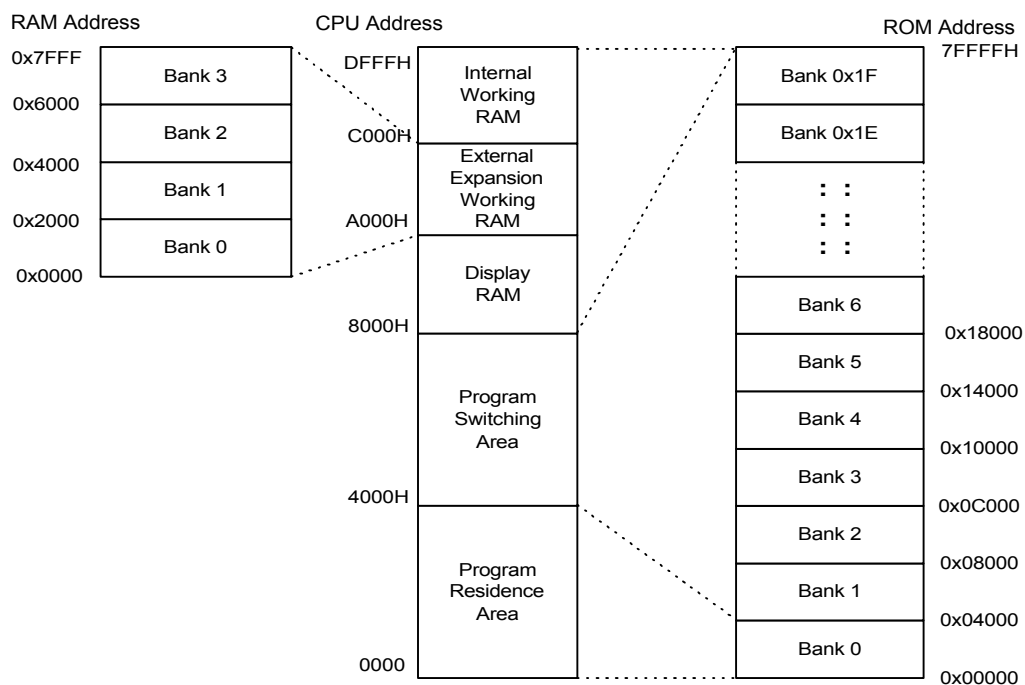 RAM Address
0x7FFF
Bank 3
0x6000
Bank 2
0x4000
Bank 1
0x2000
Bank 0
0x0000
CPU Address
DFFFH
Internal
Working
RAM
C000H
External
Expansion
Working
RAM
A000H
Display
RAM
8000H
Program
Switching
Area
4000H
Program
Residence
Area
0000
ROM Address
7FFFFH
Bank 0x1F
Bank 0x1E
: :
: :
: :
Bank 6
0x18000
Bank 5
0x14000
Bank 4
0x10000
Bank 3
0x0C000
Bank 2
0x08000
Bank 1
0x04000
Bank 0
0x00000